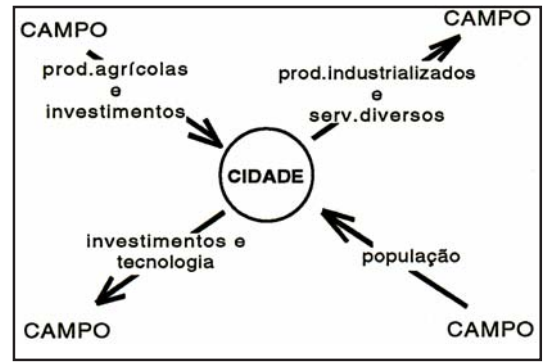 CAMPO
prod.agrícolas
e
investimentos
CAMPO
prod.industrializados
e
serv.diversos
CIDADE
investimentos e
tecnologia
CAMPO
população
CAMPO